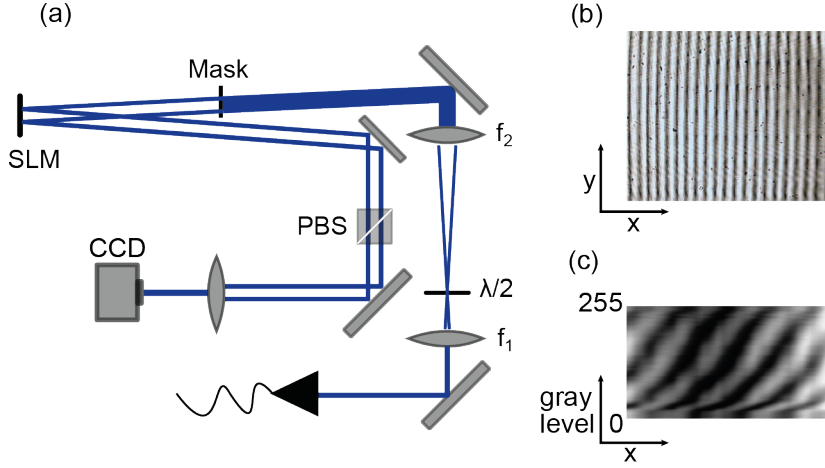 (a)
Mask
SLM
f2
PBS
CCD
λ/2
f1
(b)
y
x
(c)
255
gray
level
0
x